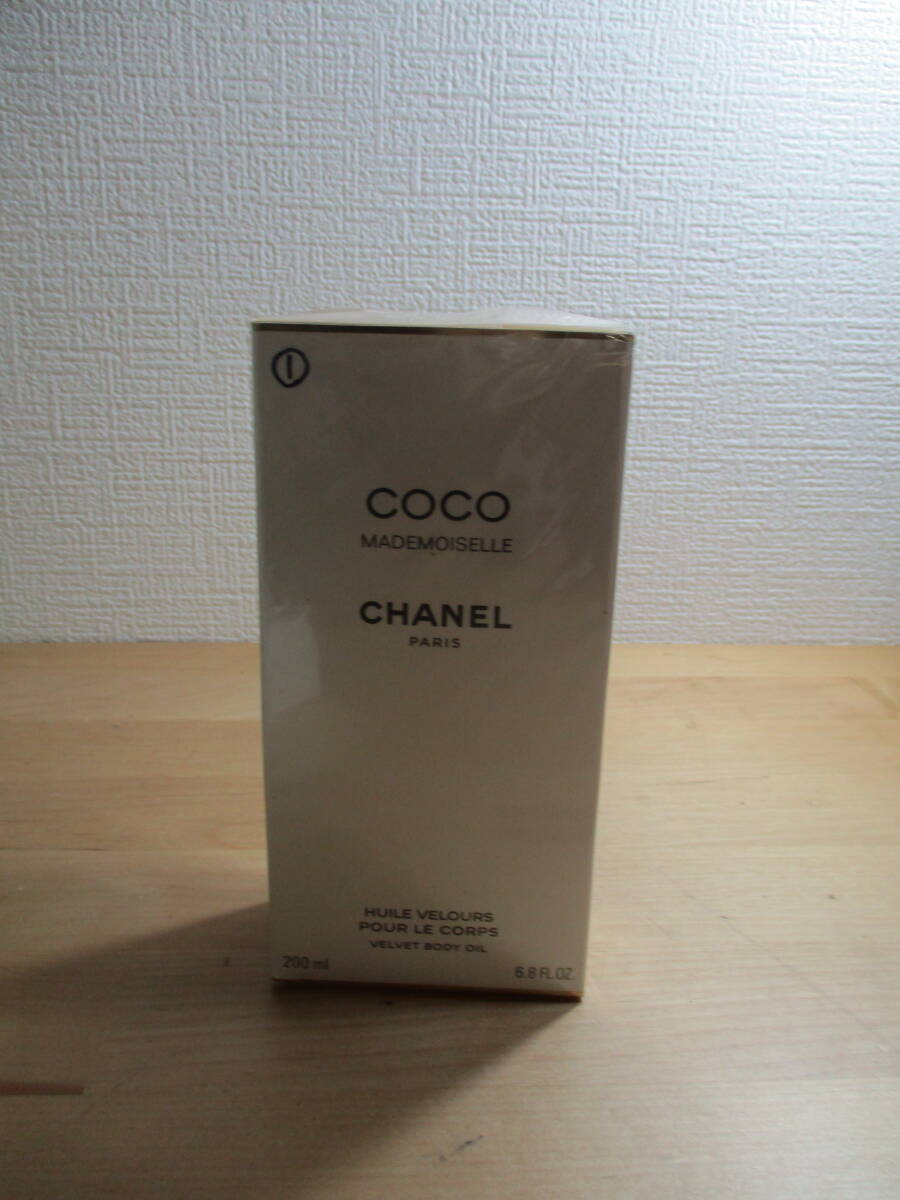 COCO
MADEMOISELLE
CHANEL
PARIS
HUILE VELOURS
POUR LE CORPS
VELVET BODY OIL
200 ml
6.8 FL.OZ.